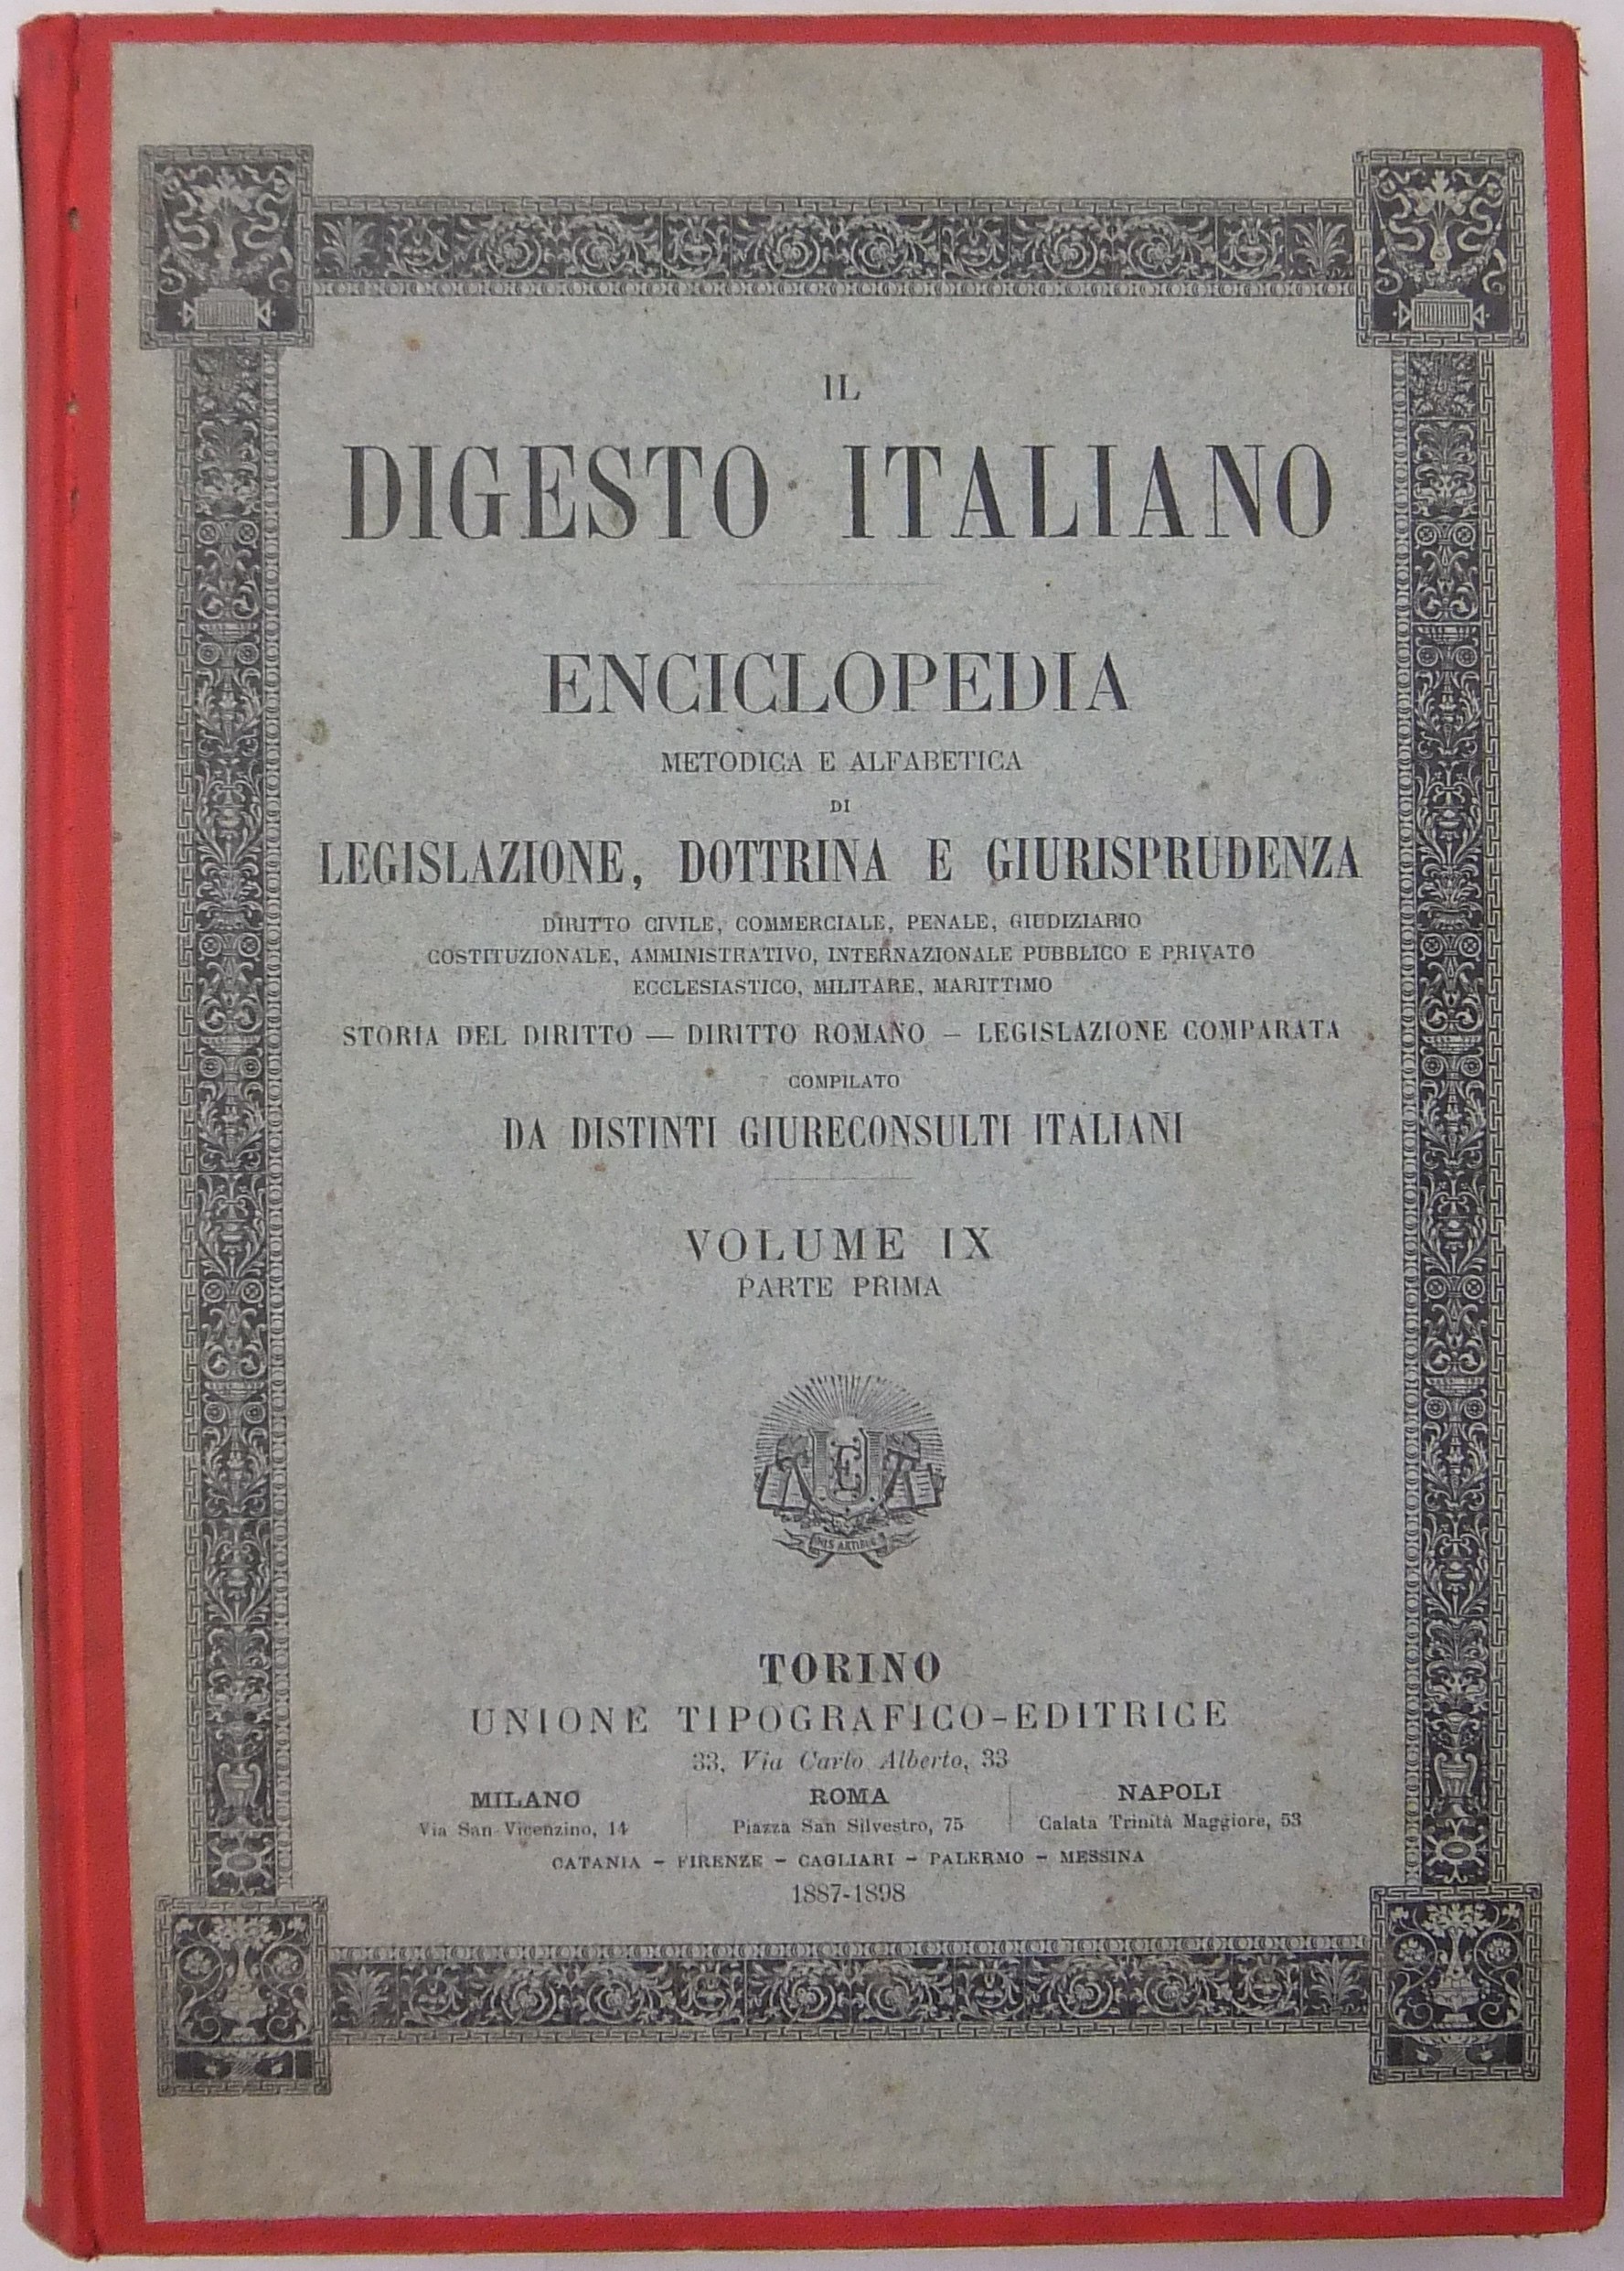 IL
DIGESTO ITALIANO
ENCICLOPEDIA
METODICA E ALFABETICA
DI
LEGISLAZIONE, DOTTRINA E GIURISPRUDENZA
DIRITTO CIVILE, COMMERCIALE, PENALE, GIUDIZIARIO
COSTITUZIONALE, AMMINISTRATIVO, INTERNAZIONALE PUBBLICO E PRIVATO
ECCLESIASTICO, MILITARE, MARITTIMO
STORIA DEL DIRITTO — DIRITTO ROMANO — LEGISLAZIONE COMPARATA
COMPILATO
DA DISTINTI GIURECONSULTI ITALIANI
VOLUME IX
PARTE PRIMA
HIS ARTIBUS
TORINO
UNIONE TIPOGRAFICO-EDITRICE
33, Via Carlo Alberto, 33
MILANO ROMA NAPOLI
Via San Vicenzino, 14 Piazza San Silvestro, 75 Calata Trinità Maggiore, 53
CATANIA - FIRENZE - CAGLIARI - PALERMO - MESSINA
1887-1898